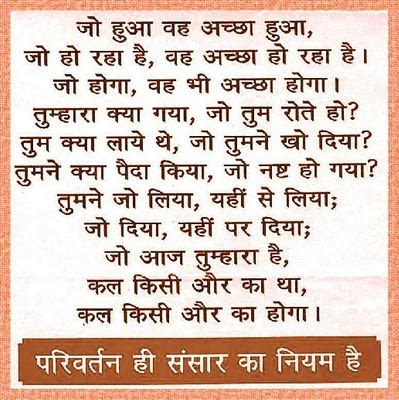 जो हुआ वह अच्छा हुआ,
जो हो रहा है, वह अच्छा हो रहा है।
जो होगा, वह भी अच्छा होगा।
तुम्हारा क्या गया, जो तुम रोते हो?
तुम क्या लाये थे, जो तुमने खो दिया?
तुमने क्या पैदा किया, जो नष्ट हो गया?
तुमने जो लिया, यहीं से लिया;
जो दिया, यहीं पर दिया;
जो आज तुम्हारा है,
कल किसी और का था,
कल किसी और का होगा।
परिवर्तन ही संसार का नियम है